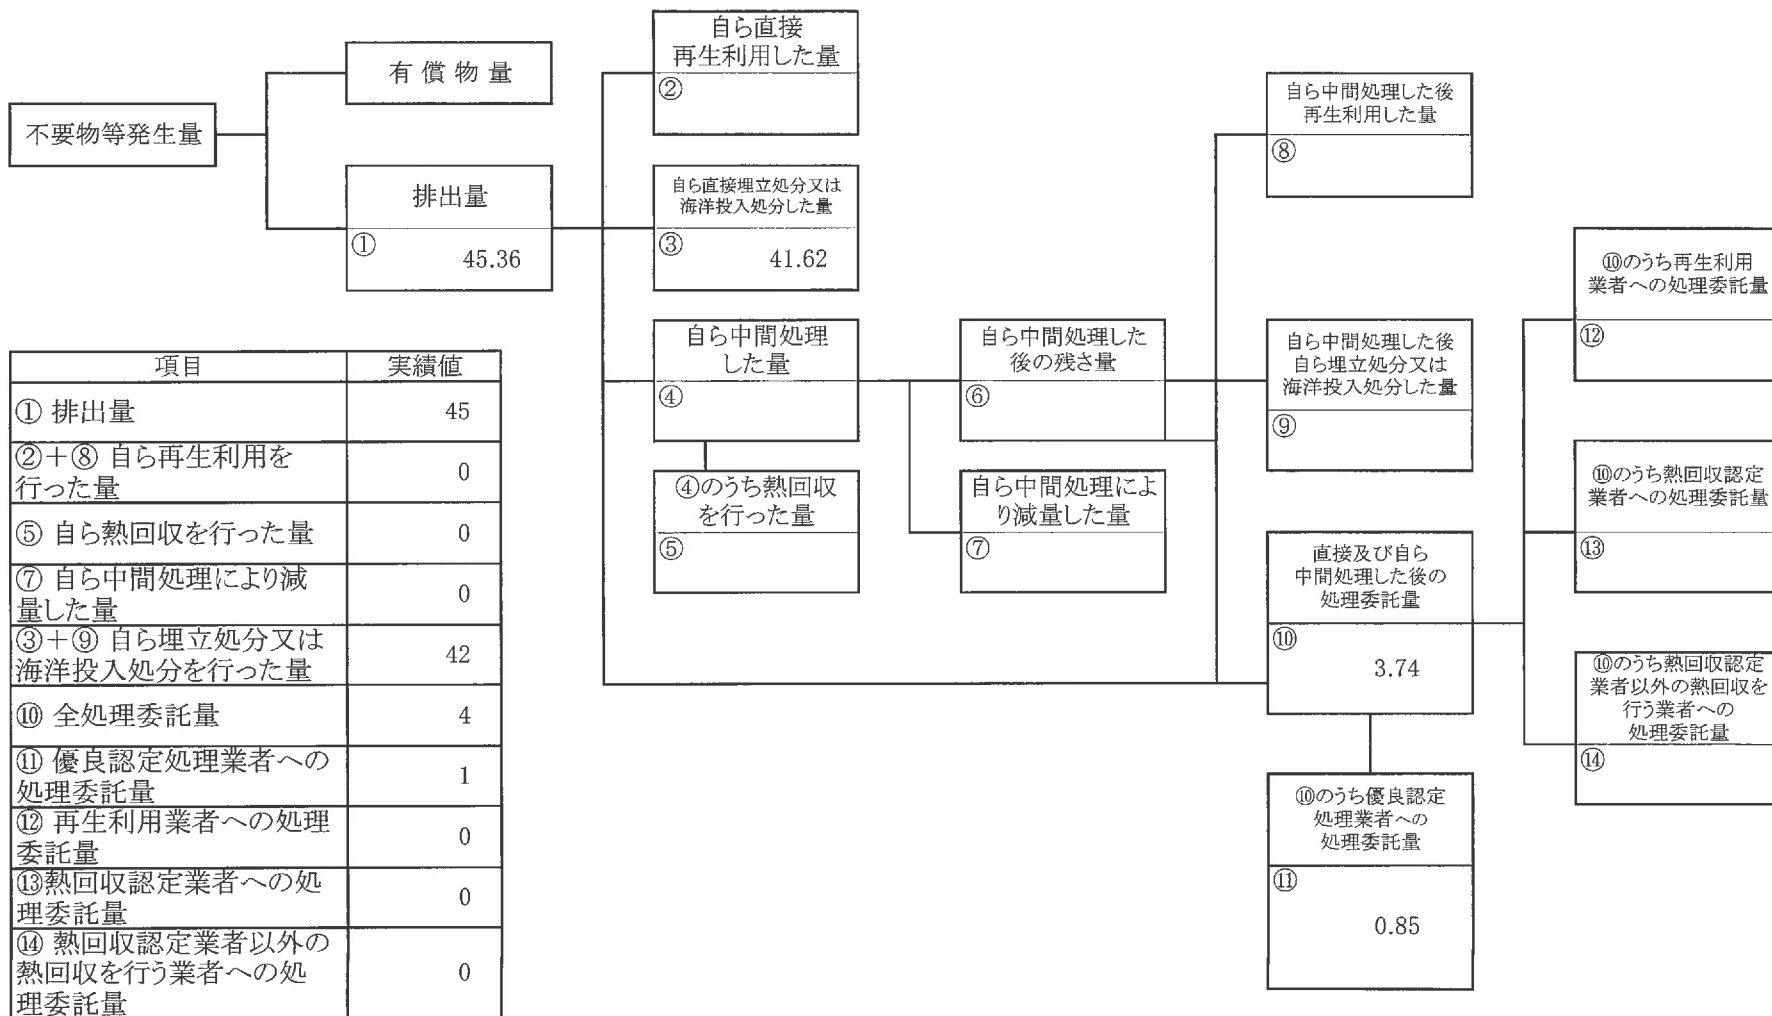 自ら直接
再生利用した量
②
有 償 物 量
不要物等発生量
排出量
①
45.36
自ら直接埋立処分又は
海洋投入処分した量
③
41.62
自ら中間処理した後
再生利用した量
⑧
自ら中間処理
した量
④
自ら中間処理した
後の残さ量
⑥
自ら中間処理した後
自ら埋立処分又は
海洋投入処分した量
⑨
⑩のうち再生利用
業者への処理委託量
⑫
④のうち熱回収
を行った量
⑤
自ら中間処理によ
り減量した量
⑦
⑩のうち熱回収認定
業者への処理委託量
⑬
直接及び自ら
中間処理した後の
処理委託量
⑩
3.74
⑩のうち熱回収認定
業者以外の熱回収を
行う業者への
処理委託量
⑭
⑩のうち優良認定
処理業者への
処理委託量
⑪
0.85
項目 実績値
① 排出量 45
②＋⑧ 自ら再生利用を
行った量 0
⑤ 自ら熱回収を行った量 0
⑦ 自ら中間処理により減
量した量 0
③＋⑨ 自ら埋立処分又は
海洋投入処分を行った量 42
⑩ 全処理委託量 4
⑪ 優良認定処理業者への
処理委託量 1
⑫ 再生利用業者への処理
委託量 0
⑬熱回収認定業者への処
理委託量 0
⑭ 熱回収認定業者以外の
熱回収を行う業者への処
理委託量 0